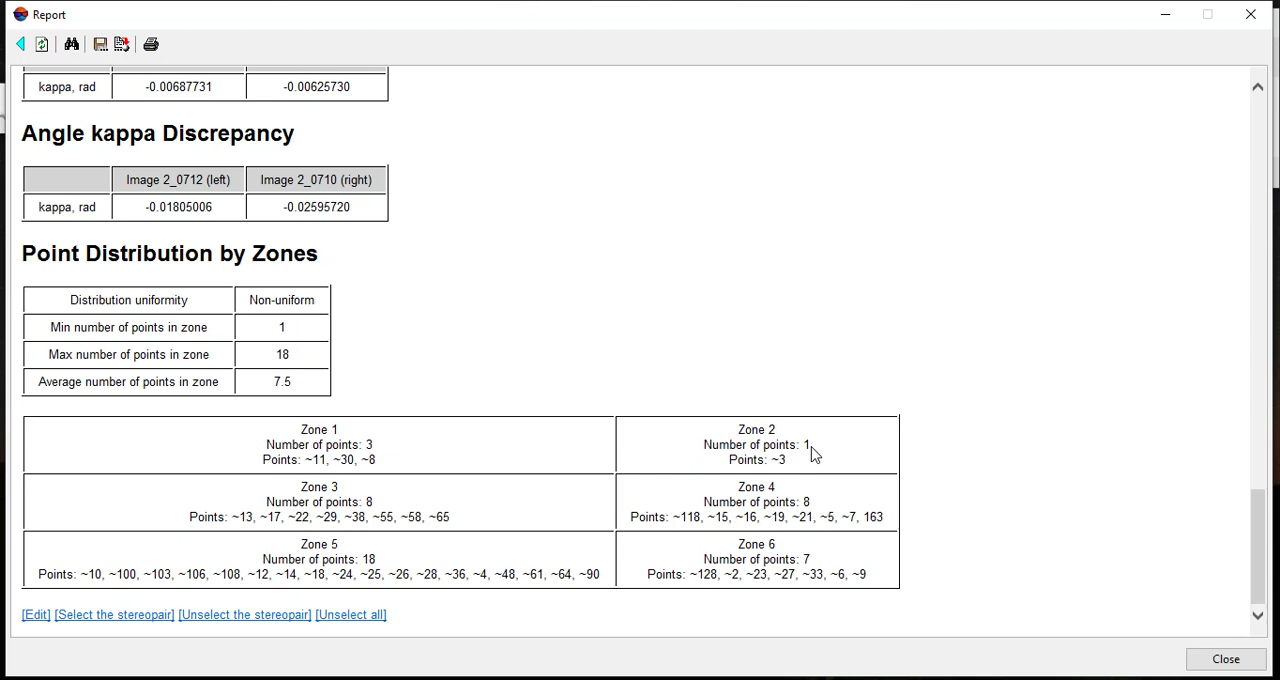 Report
kappa, rad -0.00687731 -0.00625730
Angle kappa Discrepancy
Image 2_0712 (left) Image 2_0710 (right)
kappa, rad -0.01805006 -0.02595720
Point Distribution by Zones
Distribution uniformity Non-uniform
Min number of points in zone 1
Max number of points in zone 18
Average number of points in zone 7.5
Zone 1
Number of points: 3
Points: ~11, ~30, ~8
Zone 2
Number of points: 1
Points: ~3
Zone 3
Number of points: 8
Points: ~13, ~17, ~22, ~29, ~38, ~55, ~58, ~65
Zone 4
Number of points: 8
Points: ~118, ~15, ~16, ~19, ~21, ~5, ~7, 163
Zone 5
Number of points: 18
Points: ~10, ~100, ~103, ~106, ~108, ~12, ~14, ~18, ~24, ~25, ~26, ~28, ~36, ~4, ~48, ~61, ~64, ~90
Zone 6
Number of points: 7
Points: ~128, ~2, ~23, ~27, ~33, ~6, ~9
[Edit] [Select the stereopair] [Unselect the stereopair] [Unselect all]
Close